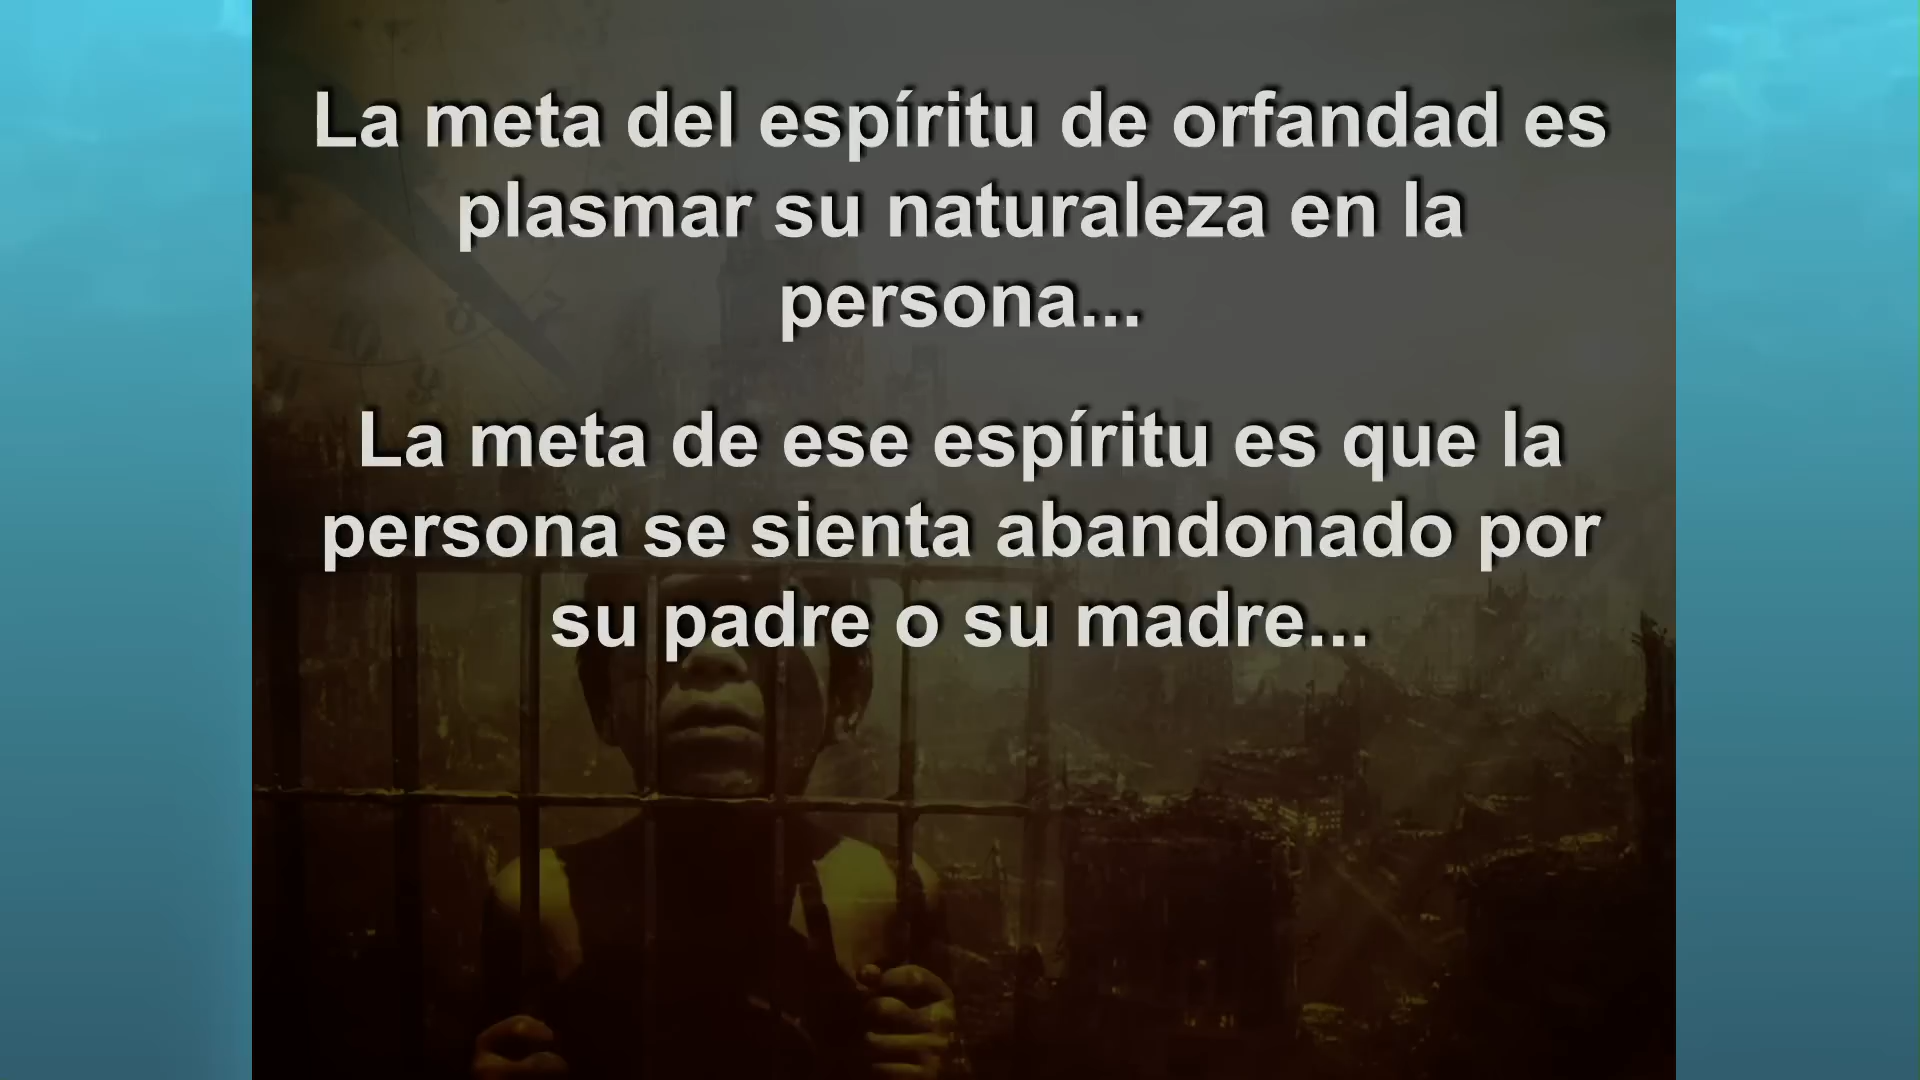 La meta del espíritu de orfandad es
plasmar su naturaleza en la
persona...
La meta de ese espíritu es que la
persona se sienta abandonado por
su padre o su madre...